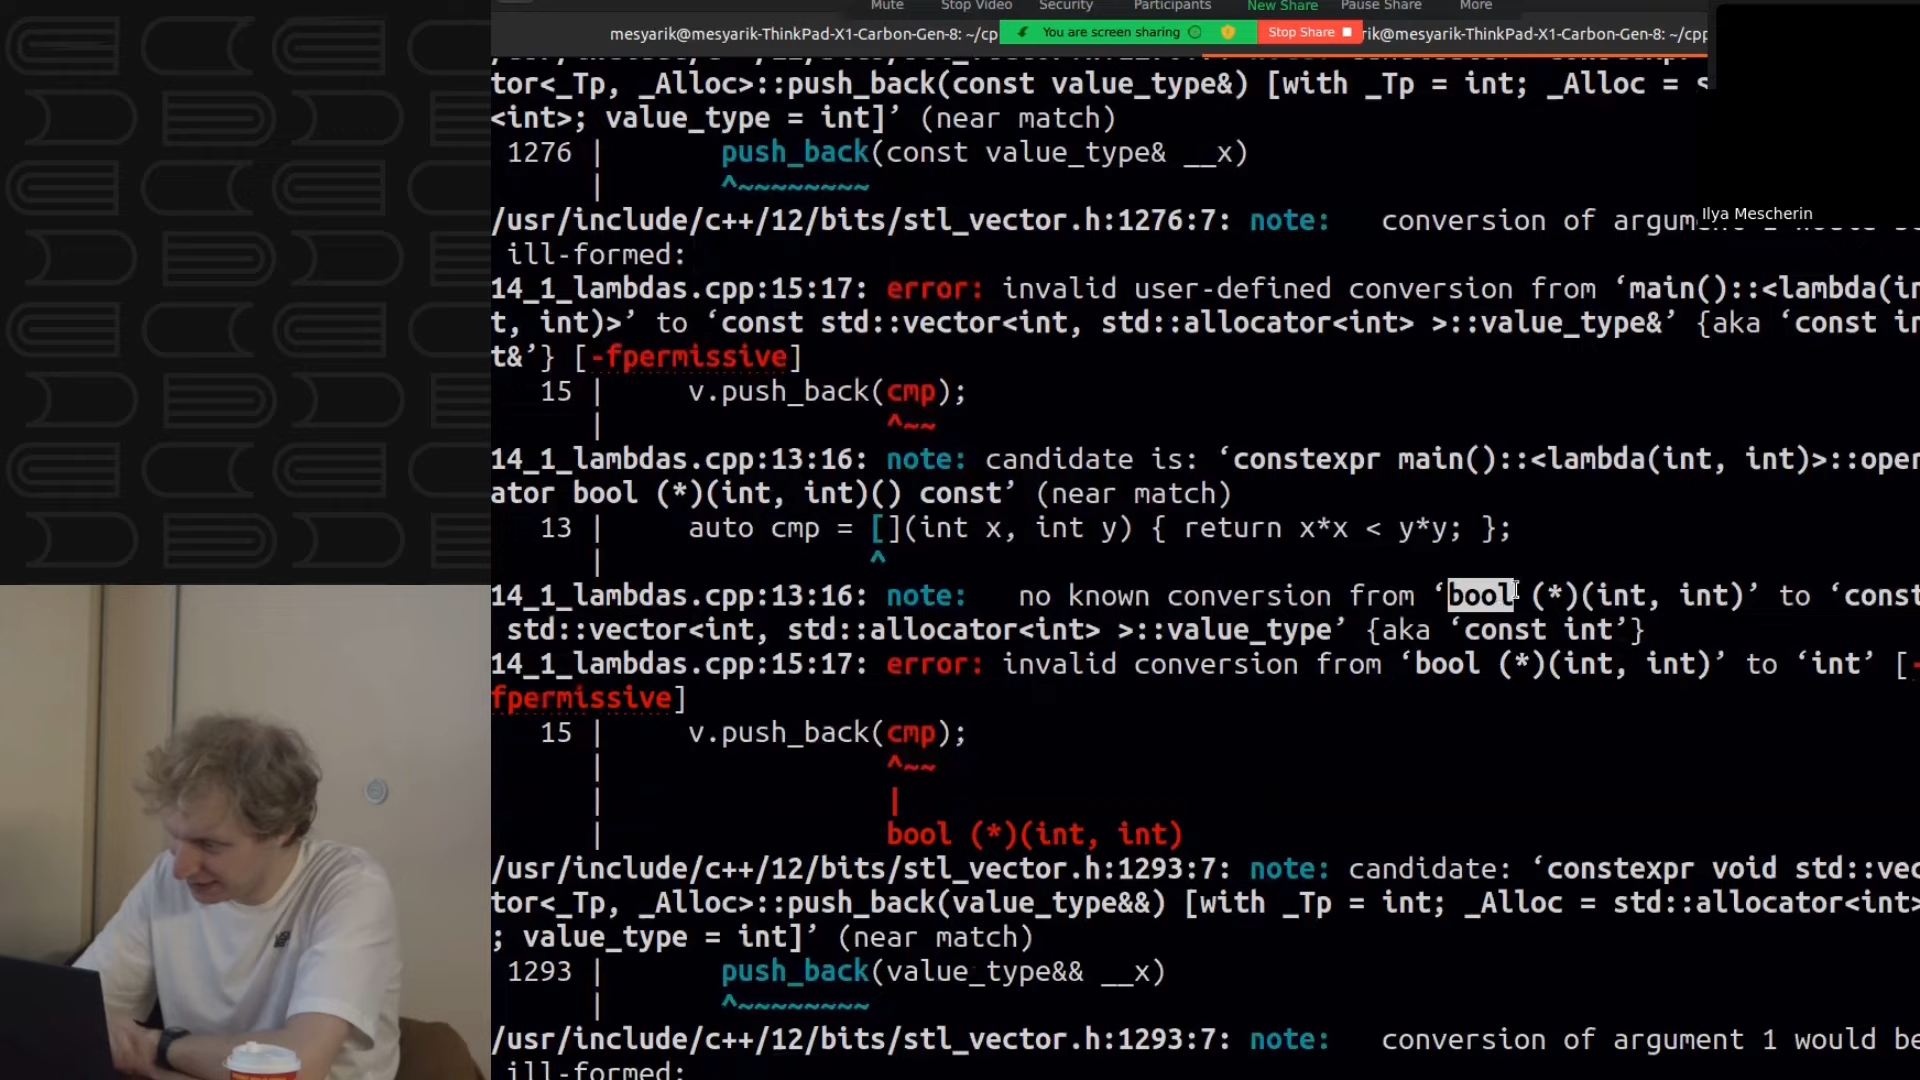 Mute Stop Video Security Participants New Share Pause Share More
mesyarik@mesyarik-ThinkPad-X1-Carbon-Gen-8: ~/cpp You are screen sharing Stop Share rik@mesyarik-ThinkPad-X1-Carbon-Gen-8: ~/cpp
tor<_Tp, _Alloc>::push_back(const value_type&) [with _Tp = int; _Alloc = s
<int>; value_type = int]’ (near match)
1276 | push_back(const value_type& __x)
| ^~~~~~~~~
Ilya Mescherin
/usr/include/c++/12/bits/stl_vector.h:1276:7: note: conversion of argum
ill-formed:
14_1_lambdas.cpp:15:17: error: invalid user-defined conversion from ‘main()::<lambda(in
t, int)>’ to ‘const std::vector<int, std::allocator<int> >::value_type&’ {aka ‘const in
t&’} [-fpermissive]
15 | v.push_back(cmp);
| ^~~
14_1_lambdas.cpp:13:16: note: candidate is: ‘constexpr main()::<lambda(int, int)>::oper
ator bool (*)(int, int)() const’ (near match)
13 | auto cmp = [](int x, int y) { return x*x < y*y; };
| ^
14_1_lambdas.cpp:13:16: note: no known conversion from ‘bool (*)(int, int)’ to ‘const
std::vector<int, std::allocator<int> >::value_type’ {aka ‘const int’}
14_1_lambdas.cpp:15:17: error: invalid conversion from ‘bool (*)(int, int)’ to ‘int’ [-
fpermissive]
15 | v.push_back(cmp);
| ^~~
| |
| bool (*)(int, int)
/usr/include/c++/12/bits/stl_vector.h:1293:7: note: candidate: ‘constexpr void std::vec
tor<_Tp, _Alloc>::push_back(value_type&&) [with _Tp = int; _Alloc = std::allocator<int>
; value_type = int]’ (near match)
1293 | push_back(value_type&& __x)
| ^~~~~~~~~
/usr/include/c++/12/bits/stl_vector.h:1293:7: note: conversion of argument 1 would be
ill-formed: